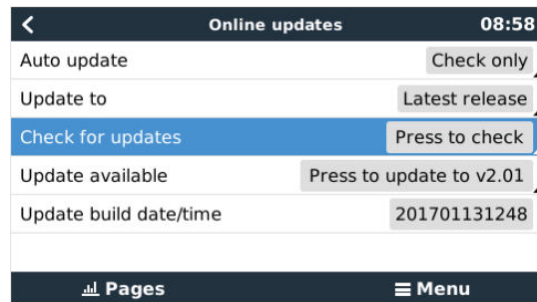 Online updates 08:58
Auto update Check only
Update to Latest release
Check for updates Press to check
Update available Press to update to v2.01
Update build date/time 201701131248
Pages Menu